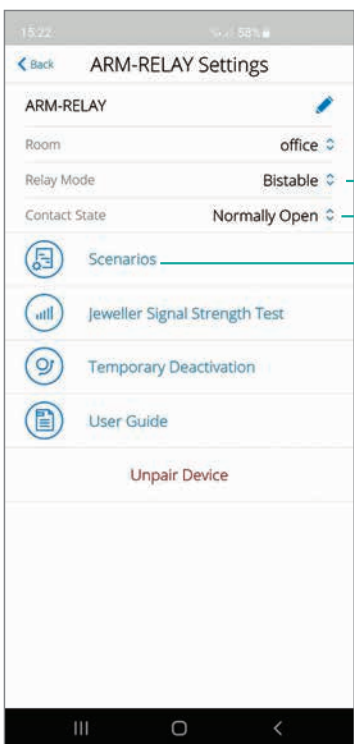 15:22 58%
Back ARM-RELAY Settings
ARM-RELAY
Room office
Relay Mode Bistable
Contact State Normally Open
Scenarios
Jeweller Signal Strength Test
Temporary Deactivation
User Guide
Unpair Device